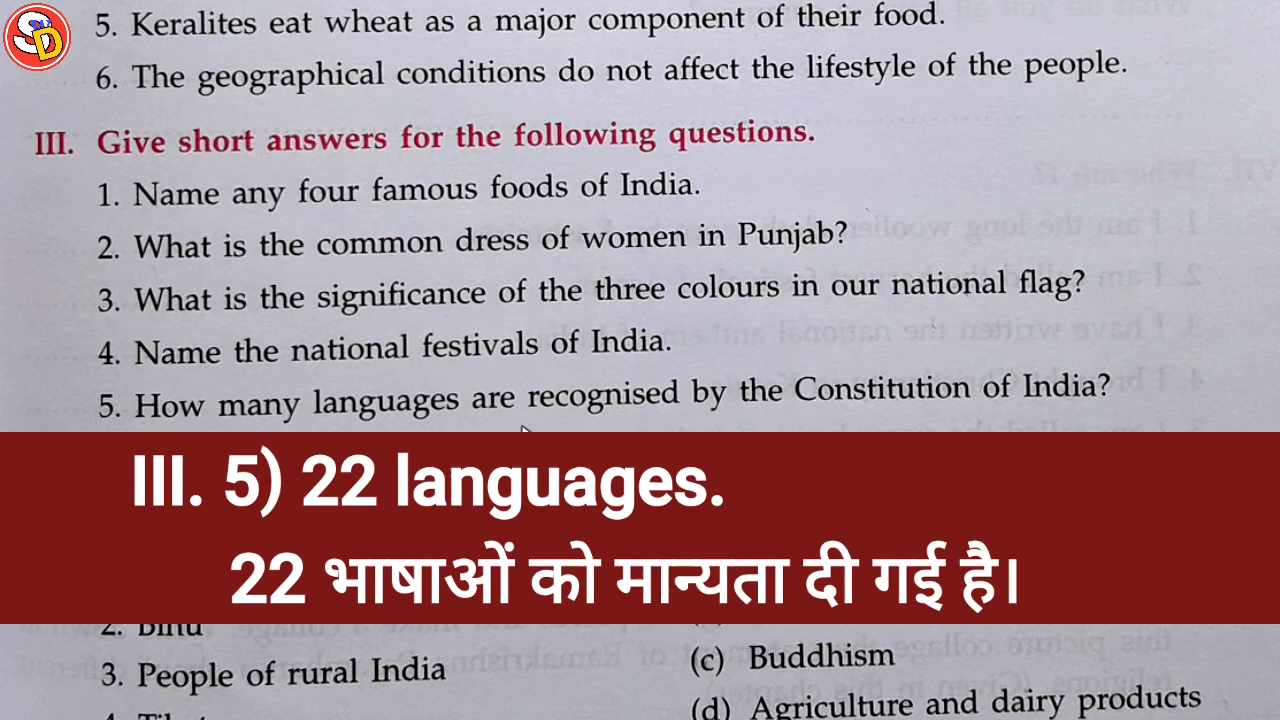 SD
5. Keralites eat wheat as a major component of their food.
6. The geographical conditions do not affect the lifestyle of the people.
III. Give short answers for the following questions.
1. Name any four famous foods of India.
2. What is the common dress of women in Punjab?
3. What is the significance of the three colours in our national flag?
4. Name the national festivals of India.
5. How many languages are recognised by the Constitution of India?
III. 5) 22 languages.
22 भाषाओं को मान्यता दी गई है।
2. Bihu
3. People of rural India
(c) Buddhism
(d) Agriculture and dairy products